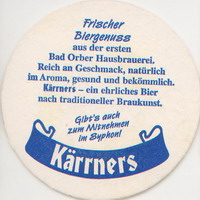 Frischer
Biergenuss
aus der ersten
Bad Orber Hausbrauerei.
Reich an Geschmack, natürlich
im Aroma, gesund und bekömmlich.
Kärrners – ein ehrliches Bier
nach traditioneller Braukunst.
Gibt's auch
zum Mitnehmen
im Syphon!
Kärrners